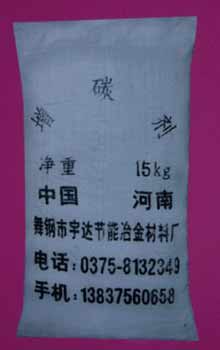 增碳剂
净重 15kg
中国 河南
舞钢市宇达节能冶金材料厂
电话：0375-8132349
手机：13837560658